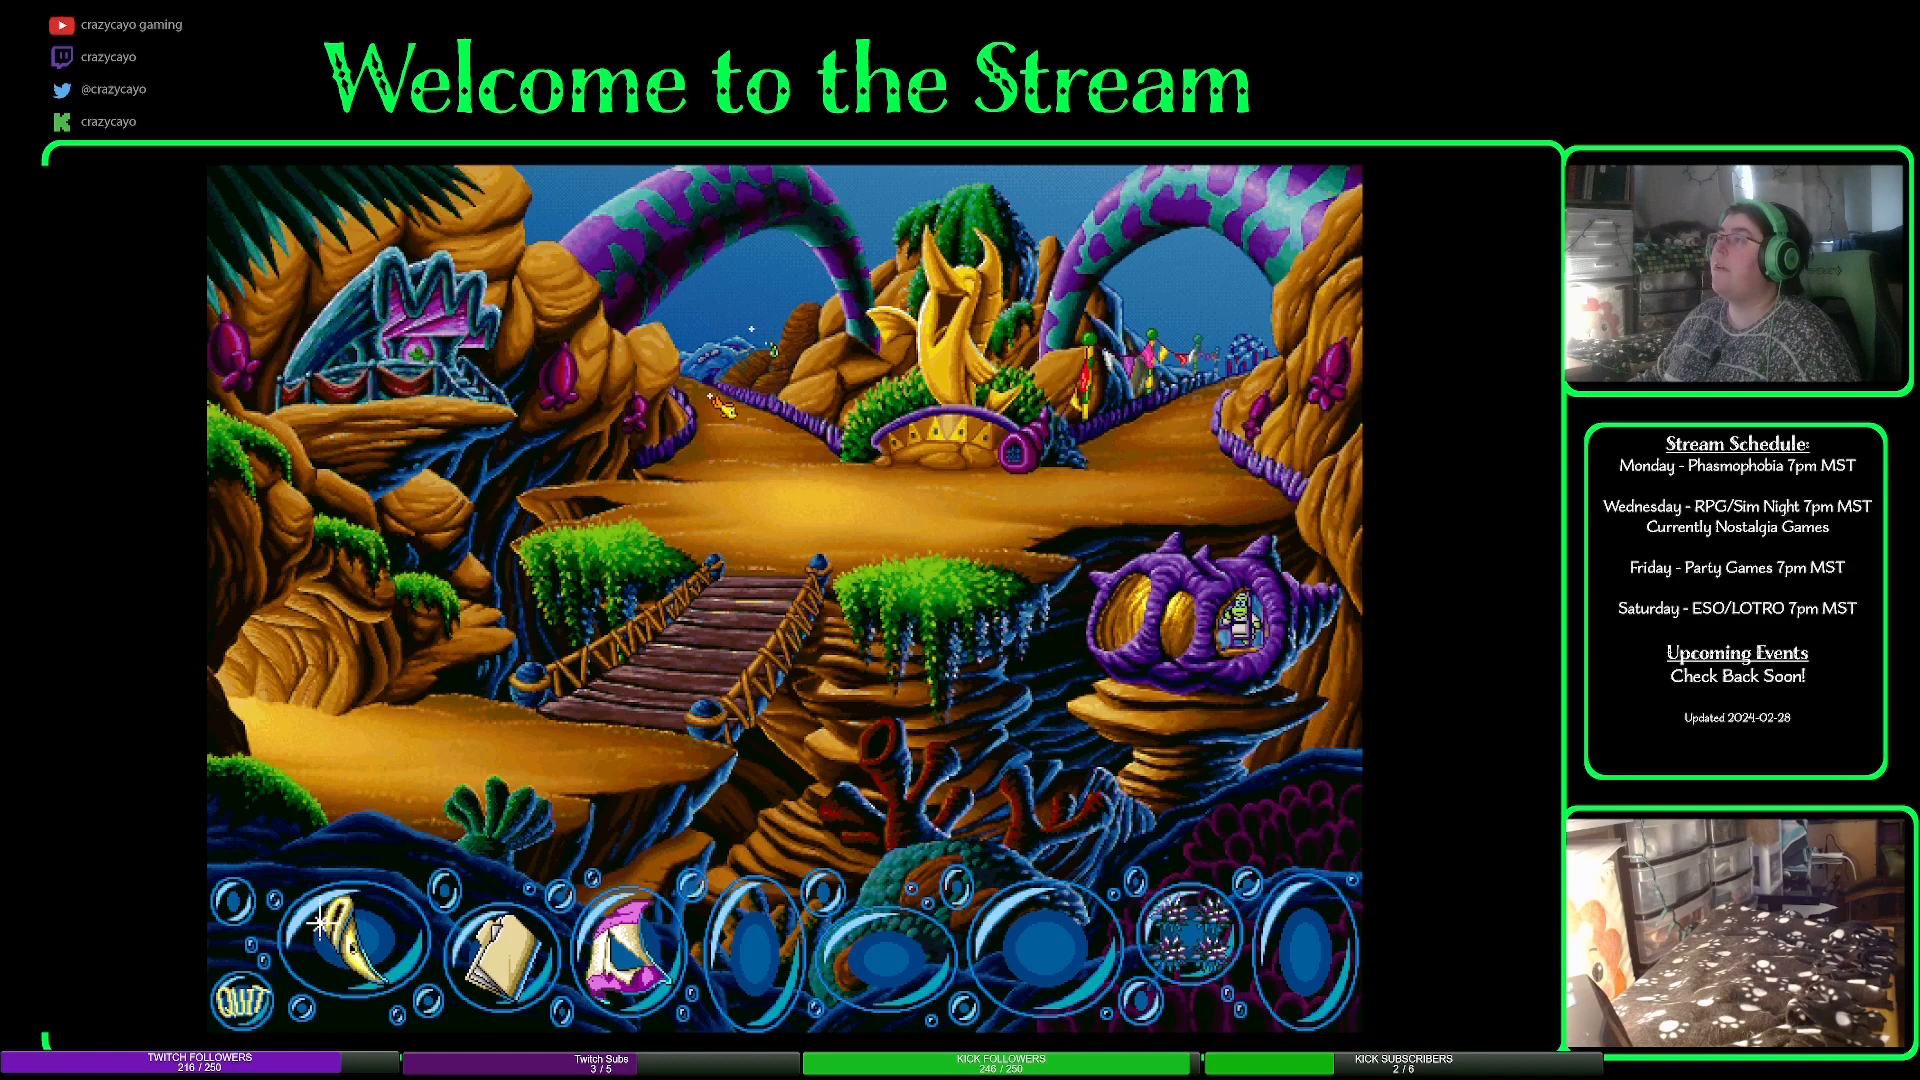 crazycayo gaming
crazycayo
@crazycayo
crazycayo
Welcome to the Stream
Stream Schedule:
Monday - Phasmophobia 7pm MST
Wednesday - RPG/Sim Night 7pm MST
Currently Nostalgia Games
Friday - Party Games 7pm MST
Saturday - ESO/LOTRO 7pm MST
Upcoming Events
Check Back Soon!
Updated 2024-02-28
QUIT
TWITCH FOLLOWERS
216 / 250
Twitch Subs
3 / 5
KICK FOLLOWERS
246 / 250
KICK SUBSCRIBERS
2 / 6